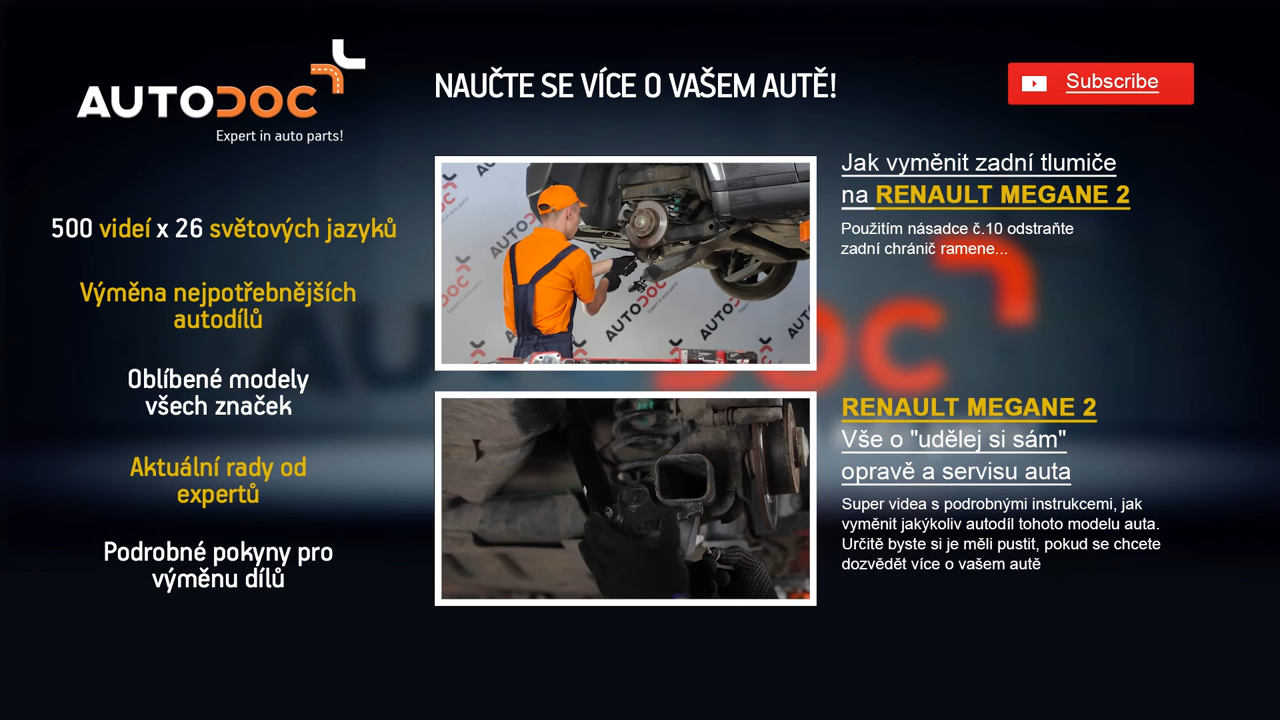 AUTODOC
Expert in auto parts!
NAUČTE SE VÍCE O VAŠEM AUTĚ!
Subscribe
500 videí x 26 světových jazyků
Výměna nejpotřebnějších
autodílů
Oblíbené modely
všech značek
Aktuální rady od
expertů
Podrobné pokyny pro
výměnu dílů
AUTODOC
AUTODOC
AUTODOC
Jak vyměnit zadní tlumiče
na RENAULT MEGANE 2
Použitím násadce č.10 odstraňte
zadní chránič ramene...
RENAULT MEGANE 2
Vše o "udělej si sám"
opravě a servisu auta
Super videa s podrobnými instrukcemi, jak
vyměnit jakýkoliv autodíl tohoto modelu auta.
Určitě byste si je měli pustit, pokud se chcete
dozvědět více o vašem autě